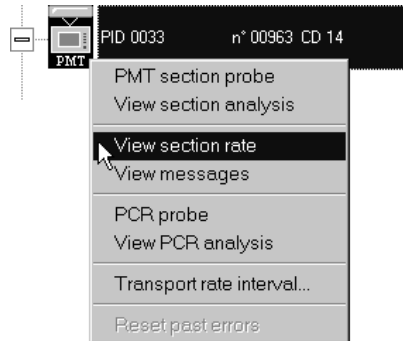 PID 0033 n° 00963 CD 14
PMT
PMT section probe
View section analysis
View section rate
View messages
PCR probe
View PCR analysis
Transport rate interval...
Reset past errors